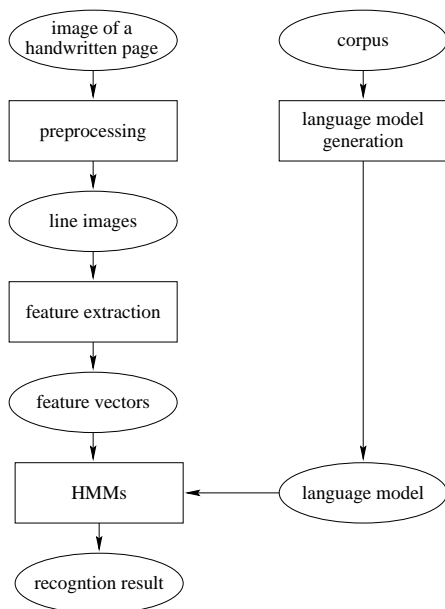 image of a
handwritten page
corpus
preprocessing
language model
generation
line images
feature extraction
feature vectors
HMMs
language model
recogntion result